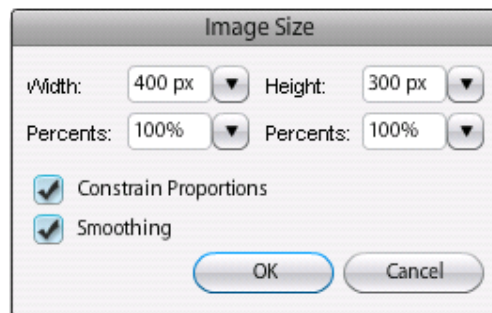 Image Size
Width: 400 px Height: 300 px
Percents: 100% Percents: 100%
Constrain Proportions
Smoothing
OK Cancel